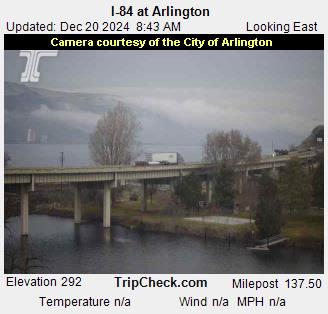 I-84 at Arlington
Updated: Dec 20 2024 8:43 AM Looking East
Camera courtesy of the City of Arlington
Elevation 292 TripCheck.com Milepost 137.50
Temperature n/a Wind n/a MPH n/a